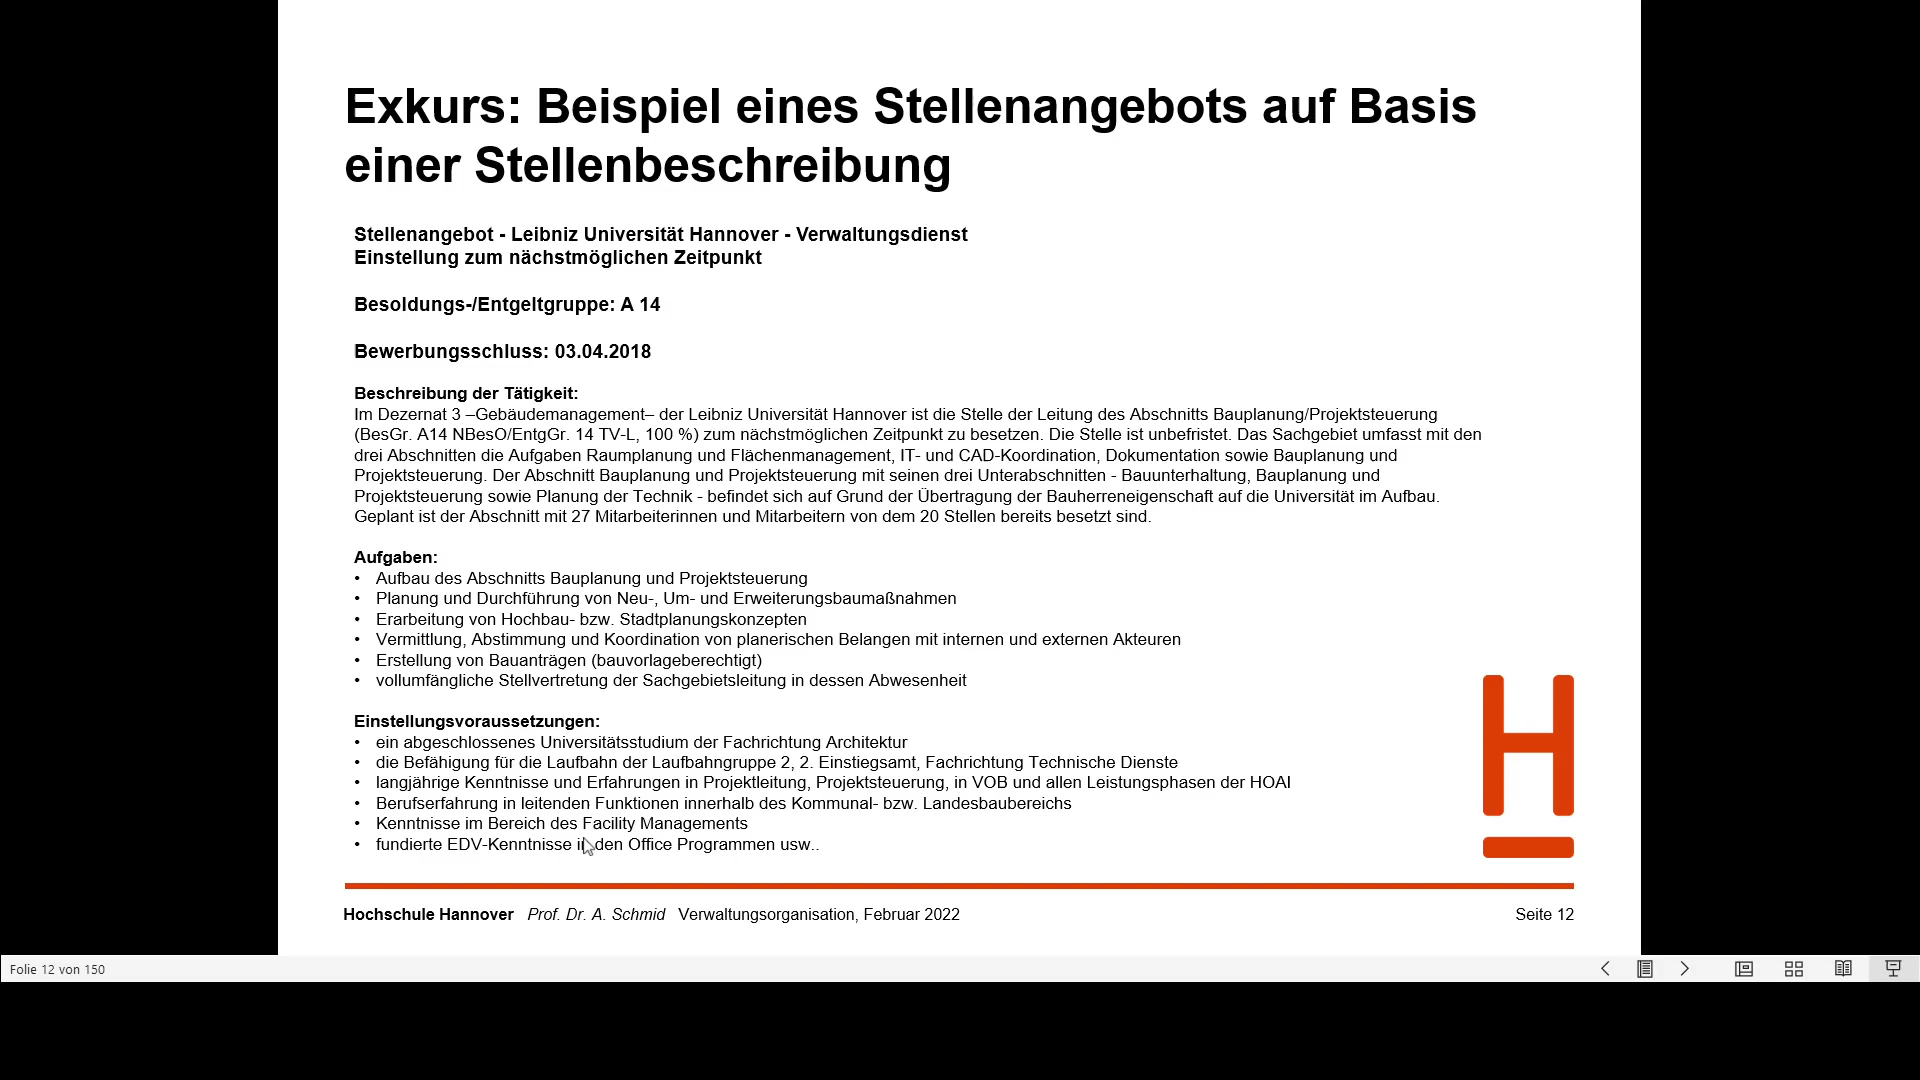 Exkurs: Beispiel eines Stellenangebots auf Basis
einer Stellenbeschreibung
Stellenangebot - Leibniz Universität Hannover - Verwaltungsdienst
Einstellung zum nächstmöglichen Zeitpunkt
Besoldungs-/Entgeltgruppe: A 14
Bewerbungsschluss: 03.04.2018
Beschreibung der Tätigkeit:
Im Dezernat 3 –Gebäudemanagement– der Leibniz Universität Hannover ist die Stelle der Leitung des Abschnitts Bauplanung/Projektsteuerung
(BesGr. A14 NBesO/EntgGr. 14 TV-L, 100 %) zum nächstmöglichen Zeitpunkt zu besetzen. Die Stelle ist unbefristet. Das Sachgebiet umfasst mit den
drei Abschnitten die Aufgaben Raumplanung und Flächenmanagement, IT- und CAD-Koordination, Dokumentation sowie Bauplanung und
Projektsteuerung. Der Abschnitt Bauplanung und Projektsteuerung mit seinen drei Unterabschnitten - Bauunterhaltung, Bauplanung und
Projektsteuerung sowie Planung der Technik - befindet sich auf Grund der Übertragung der Bauherreneigenschaft auf die Universität im Aufbau.
Geplant ist der Abschnitt mit 27 Mitarbeiterinnen und Mitarbeitern von dem 20 Stellen bereits besetzt sind.
Aufgaben:
• Aufbau des Abschnitts Bauplanung und Projektsteuerung
• Planung und Durchführung von Neu-, Um- und Erweiterungsbaumaßnahmen
• Erarbeitung von Hochbau- bzw. Stadtplanungskonzepten
• Vermittlung, Abstimmung und Koordination von planerischen Belangen mit internen und externen Akteuren
• Erstellung von Bauanträgen (bauvorlageberechtigt)
• vollumfängliche Stellvertretung der Sachgebietsleitung in dessen Abwesenheit
Einstellungsvoraussetzungen:
• ein abgeschlossenes Universitätsstudium der Fachrichtung Architektur
• die Befähigung für die Laufbahn der Laufbahngruppe 2, 2. Einstiegsamt, Fachrichtung Technische Dienste
• langjährige Kenntnisse und Erfahrungen in Projektleitung, Projektsteuerung, in VOB und allen Leistungsphasen der HOAI
• Berufserfahrung in leitenden Funktionen innerhalb des Kommunal- bzw. Landesbaubereichs
• Kenntnisse im Bereich des Facility Managements
• fundierte EDV-Kenntnisse in den Office Programmen usw..
H
Hochschule Hannover Prof. Dr. A. Schmid Verwaltungsorganisation, Februar 2022
Seite 12
Folie 12 von 150